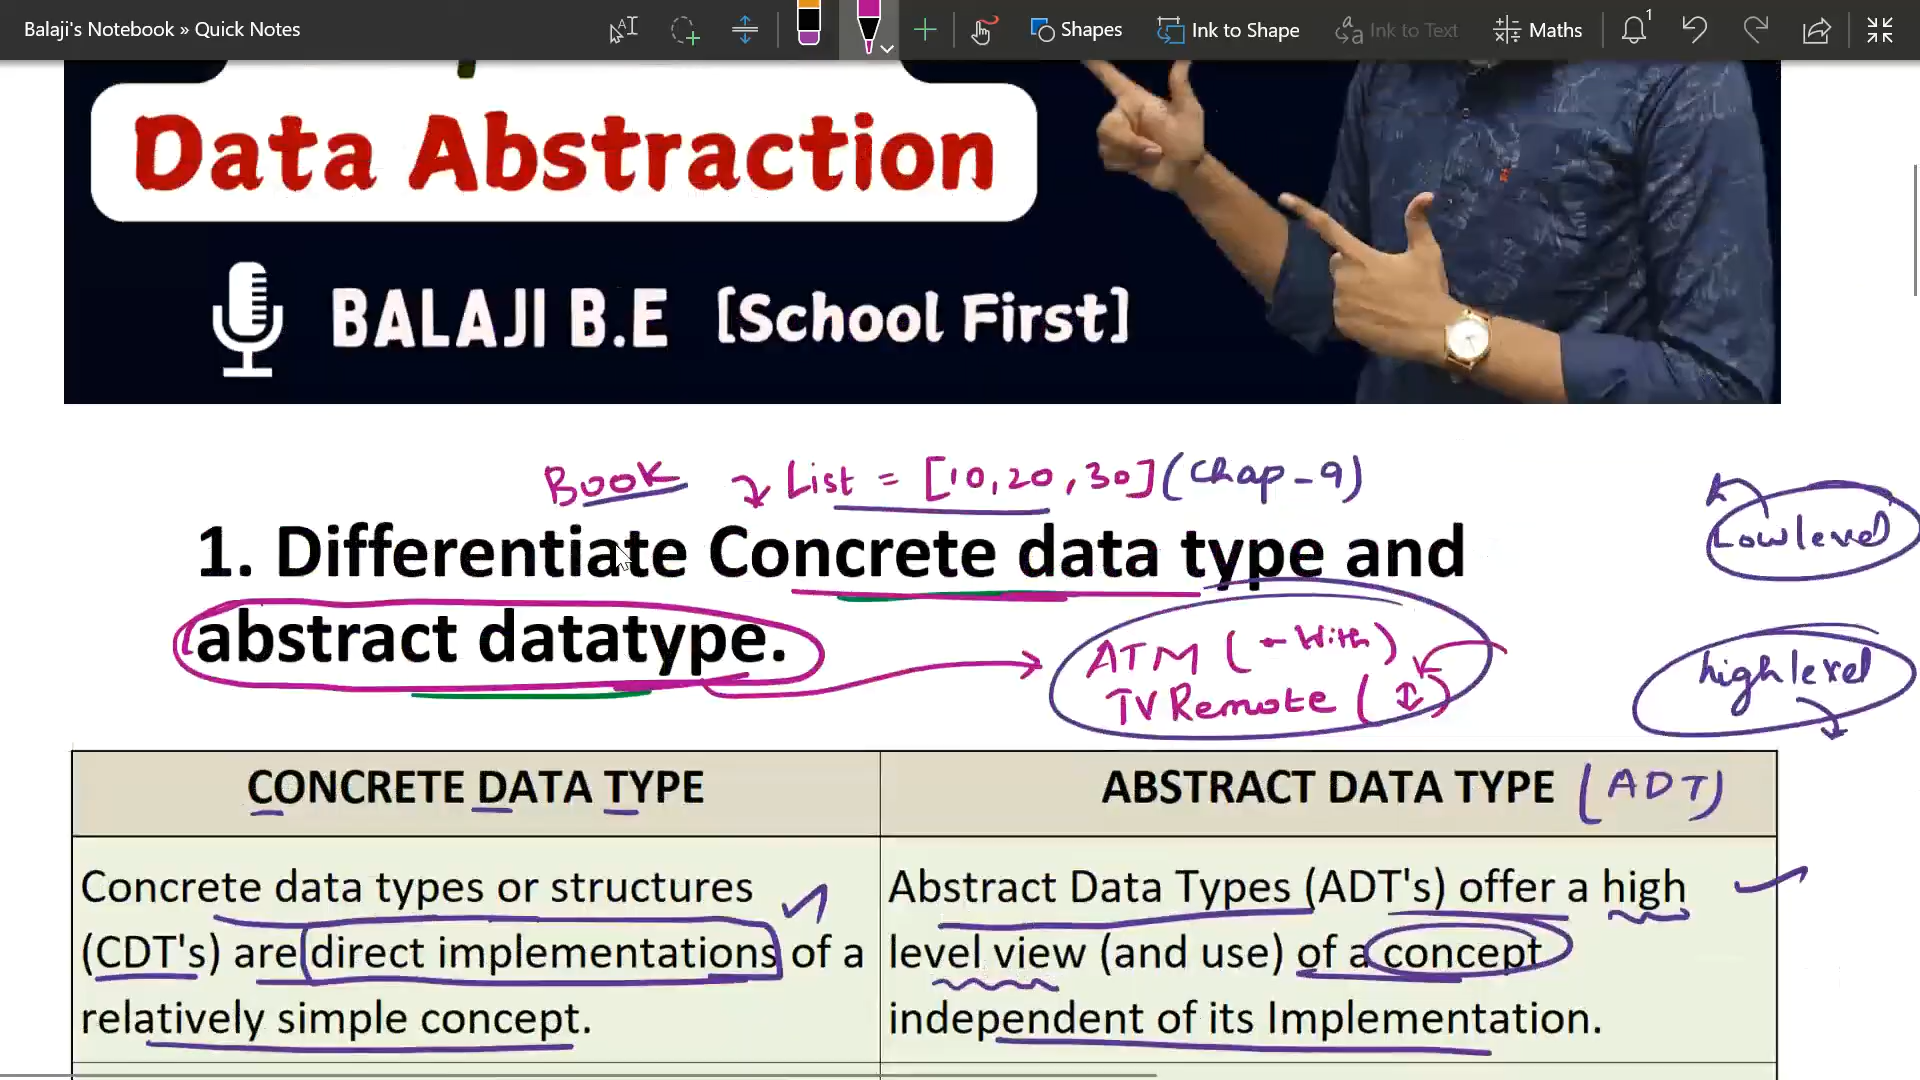 Balaji's Notebook » Quick Notes
Shapes
Ink to Shape
Ink to Text
Maths
1
Data Abstraction
BALAJI B.E [School First]
Book List = [10,20,30] (Chap-9)
1. Differentiate Concrete data type and
abstract datatype.
Low level
ATM (-With)
TV Remote (↕)
high level
CONCRETE DATA TYPE
ABSTRACT DATA TYPE (ADT)
Concrete data types or structures
(CDT's) are direct implementations of a
relatively simple concept.
Abstract Data Types (ADT's) offer a high
level view (and use) of a concept
independent of its Implementation.